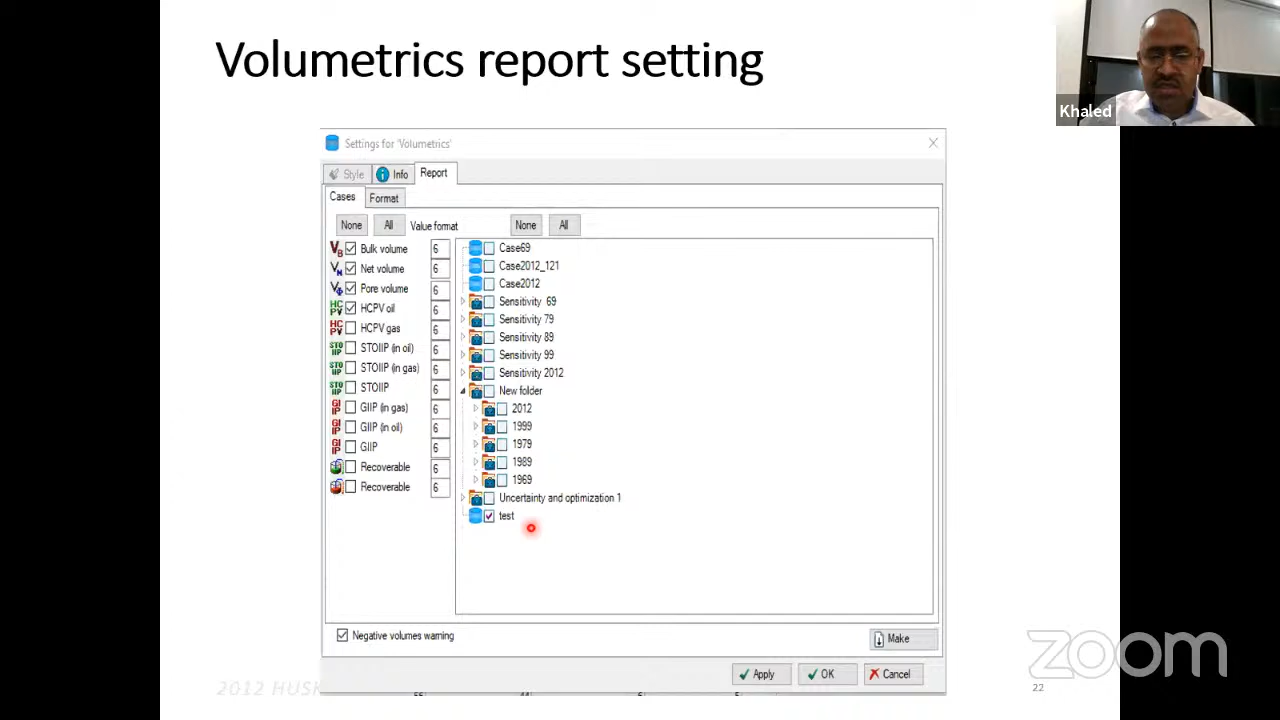 Volumetrics report setting
Khaled
Settings for 'Volumetrics'
Style Info Report
Cases Format
None All Value format None All
Bulk volume 6
Net volume 6
Pore volume 6
HCPV oil 6
HCPV gas 6
STOIIP (in oil) 6
STOIIP (in gas) 6
STOIIP 6
GIIP (in gas) 6
GIIP (in oil) 6
GIIP 6
Recoverable 6
Recoverable 6
Case69
Case2012_121
Case2012
Sensitivity 69
Sensitivity 79
Sensitivity 89
Sensitivity 99
Sensitivity 2012
New folder
2012
1999
1979
1989
1969
Uncertainty and optimization 1
test
Negative volumes warning
Make
Apply OK Cancel
zoom
2012 HUSK
22